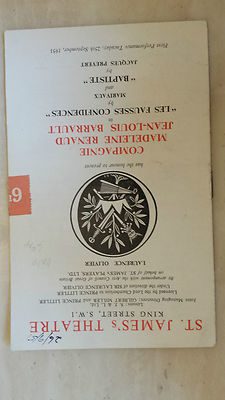 ST. JAMES's THEATRE
KING STREET, S.W.1
Lessees: S. J. & L. Ltd.
Joint Managing Directors: GILBERT MILLER and PRINCE LITTLER
Licensed by the Lord Chamberlain to PRINCE LITTLER
Under the direction of SIR LAURENCE OLIVIER
By arrangement with the Arts Council of Great Britain
on behalf of ST. JAMES'S PLAYERS, LTD.
LAURENCE OLIVIER
has the honour to present
COMPAGNIE
MADELEINE RENAUD
JEAN-LOUIS BARRAULT
in
"LES FAUSSES CONFIDENCES"
by
MARIVAUX
and
"BAPTISTE"
by
JACQUES PREVERT
First Performance Tuesday, 25th September, 1951
6d